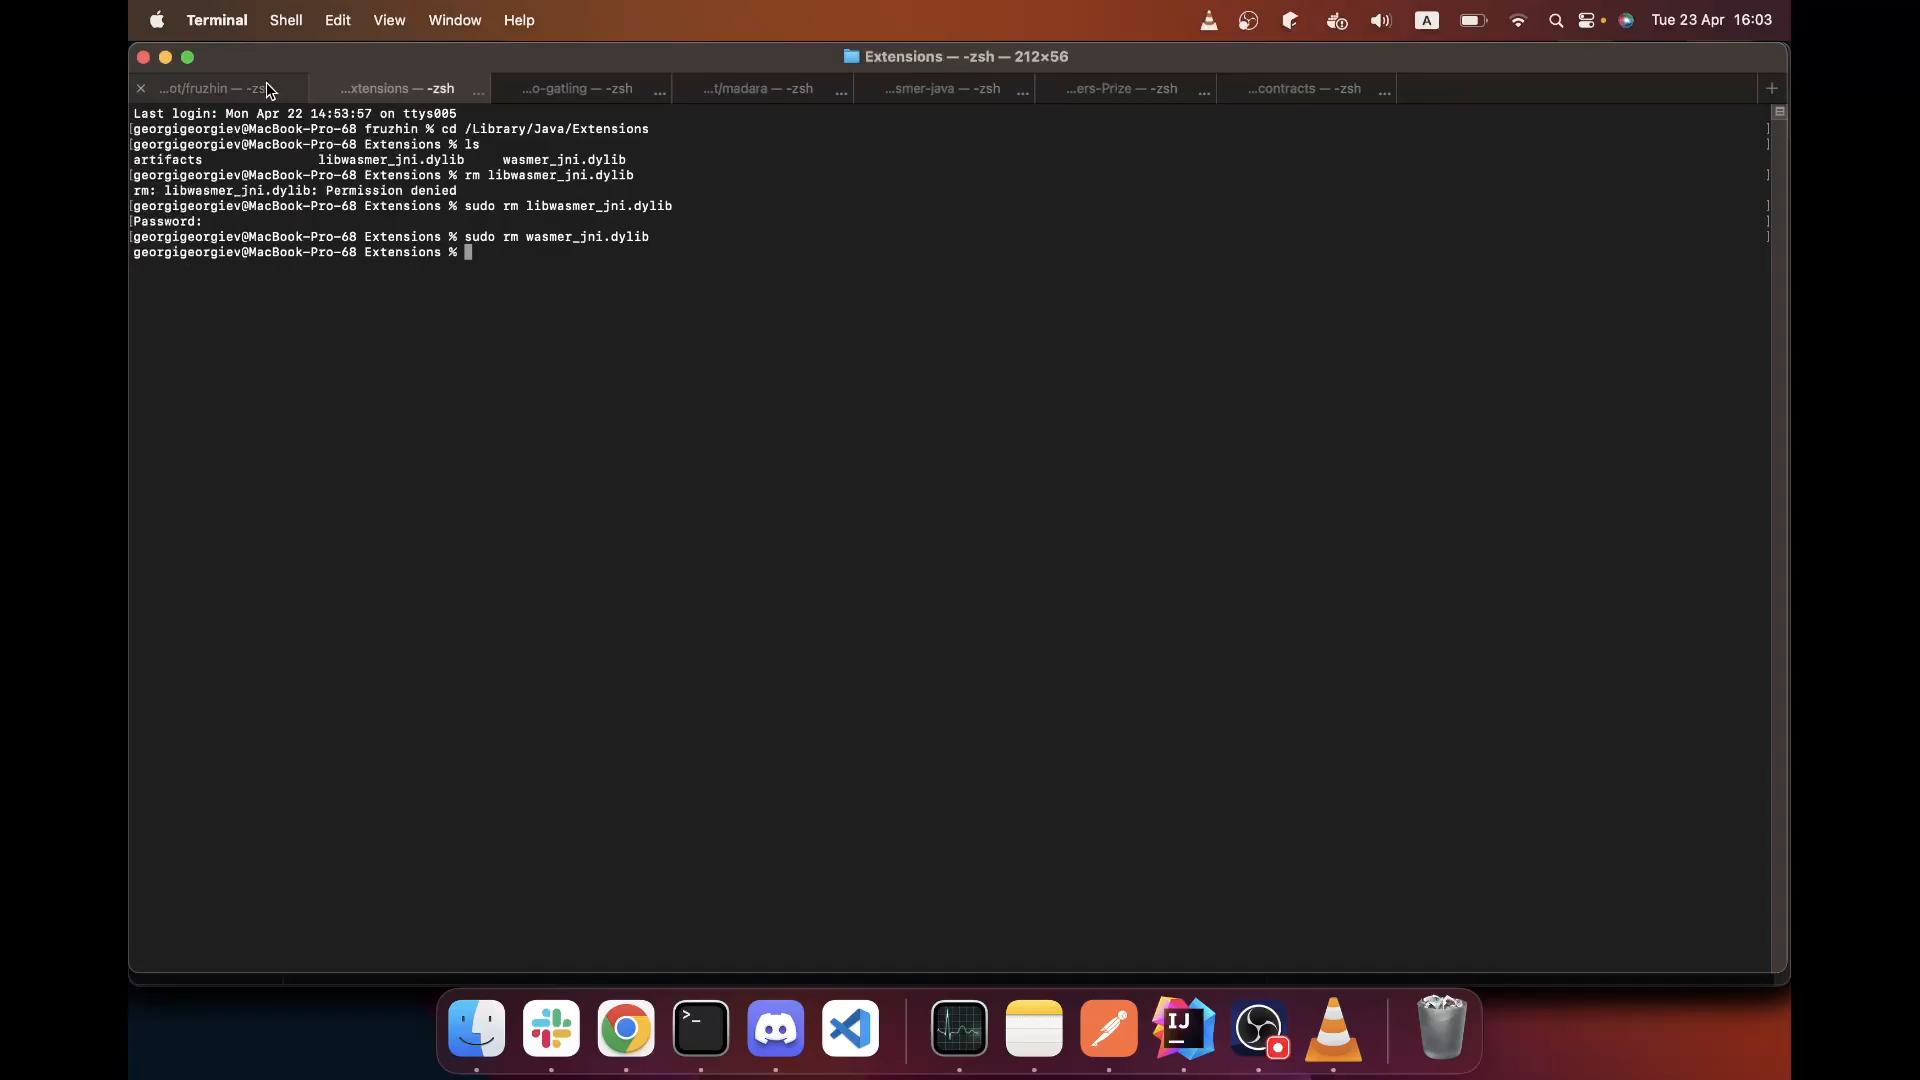 Terminal Shell Edit View Window Help A Tue 23 Apr 16:03
Extensions — -zsh — 212×56
...ot/fruzhin — -zs ...xtensions — -zsh ... ...o-gatling — -zsh ... ...t/madara — -zsh ... ...smer-java — -zsh ... ...ers-Prize — -zsh ... ...contracts — -zsh ... +
Last login: Mon Apr 22 14:53:57 on ttys005
[georgigeorgiev@MacBook-Pro-68 fruzhin % cd /Library/Java/Extensions ]
[georgigeorgiev@MacBook-Pro-68 Extensions % ls ]
artifacts libwasmer_jni.dylib wasmer_jni.dylib
[georgigeorgiev@MacBook-Pro-68 Extensions % rm libwasmer_jni.dylib ]
rm: libwasmer_jni.dylib: Permission denied
[georgigeorgiev@MacBook-Pro-68 Extensions % sudo rm libwasmer_jni.dylib ]
[Password: ]
[georgigeorgiev@MacBook-Pro-68 Extensions % sudo rm wasmer_jni.dylib ]
georgigeorgiev@MacBook-Pro-68 Extensions %
>_
IJ